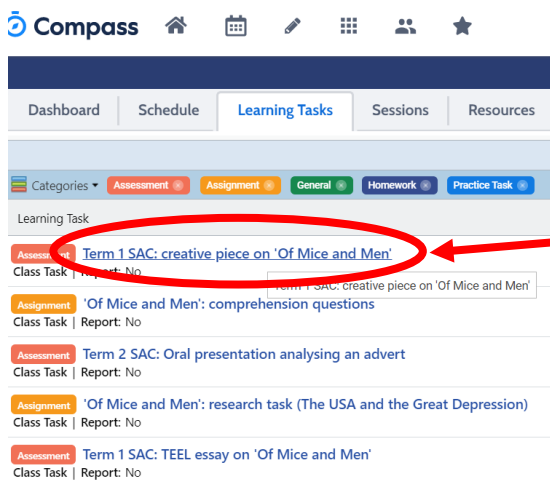 Compass
Dashboard Schedule Learning Tasks Sessions Resources
Categories Assessment Assignment General Homework Practice Task
Learning Task
Assessment Term 1 SAC: creative piece on 'Of Mice and Men'
Class Task | Report: No
Term 1 SAC: creative piece on 'Of Mice and Men'
Assignment 'Of Mice and Men': comprehension questions
Class Task | Report: No
Assessment Term 2 SAC: Oral presentation analysing an advert
Class Task | Report: No
Assignment 'Of Mice and Men': research task (The USA and the Great Depression)
Class Task | Report: No
Assessment Term 1 SAC: TEEL essay on 'Of Mice and Men'
Class Task | Report: No